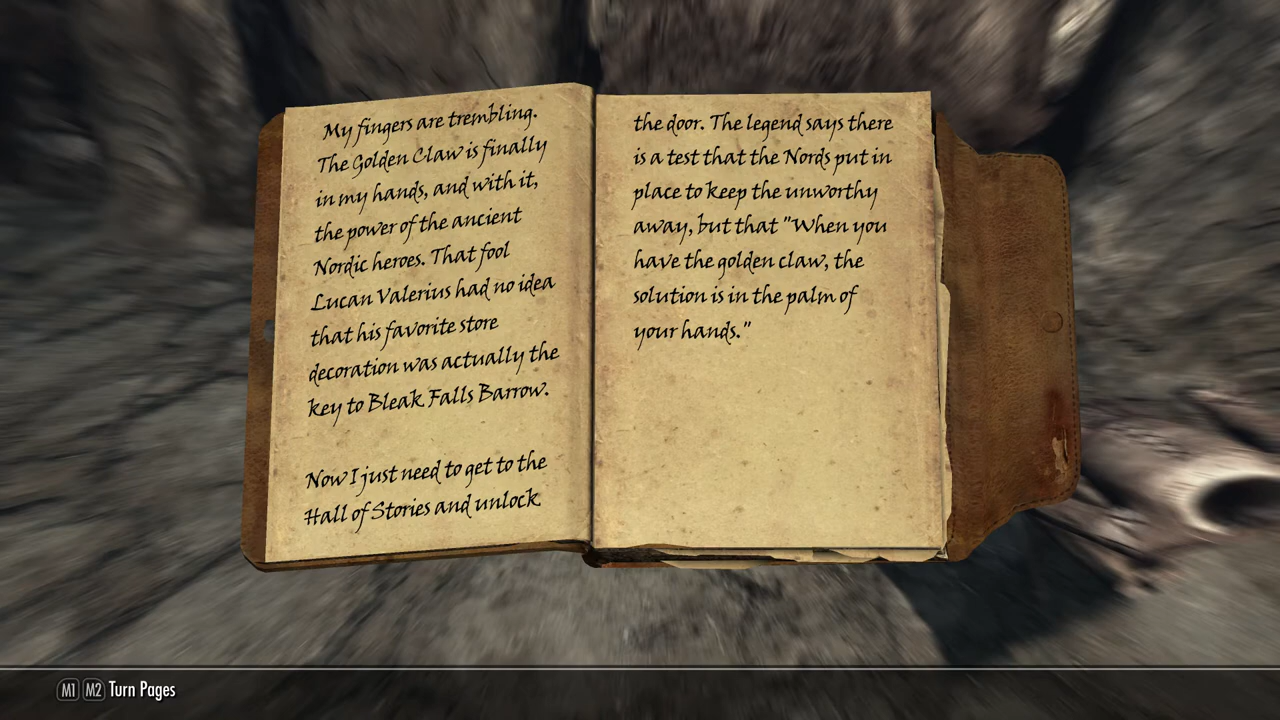 My fingers are trembling.
The Golden Claw is finally
in my hands, and with it,
the power of the ancient
Nordic heroes. That fool
Lucan Valerius had no idea
that his favorite store
decoration was actually the
key to Bleak Falls Barrow.
Now I just need to get to the
Hall of Stories and unlock
the door. The legend says there
is a test that the Nords put in
place to keep the unworthy
away, but that "When you
have the golden claw, the
solution is in the palm of
your hands."
M1 M2 Turn Pages